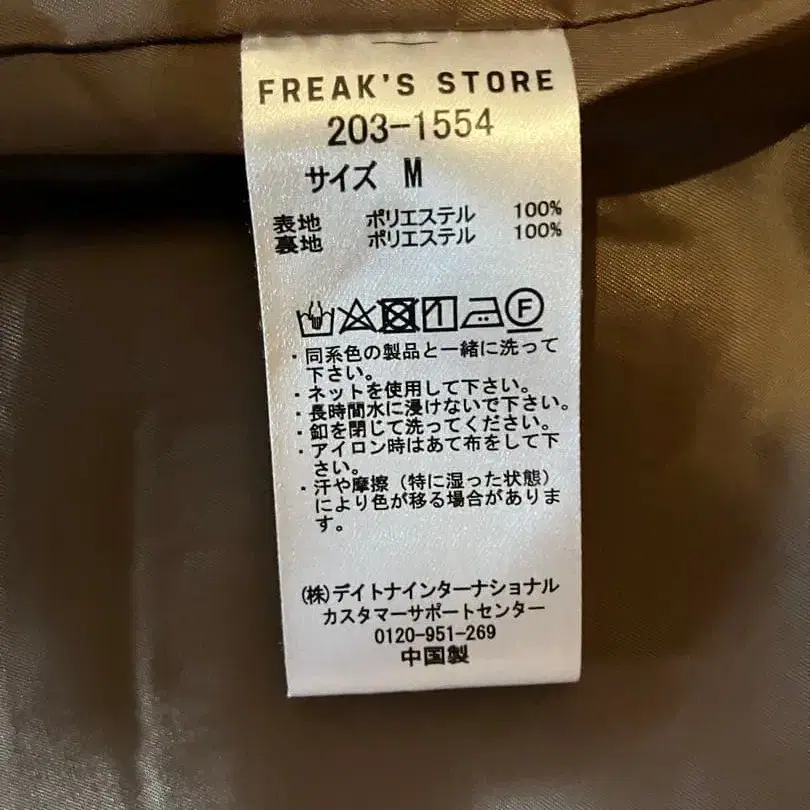 FREAK'S STORE
203-1554
サイズ M
表地 ポリエステル 100%
裏地 ポリエステル 100%
F
・同系色の製品と一緒に洗って
下さい。
・ネットを使用して下さい。
・長時間水に浸けないで下さい。
・釦を閉じて洗ってください。
・アイロン時はあて布をして下
さい。
・汗や摩擦（特に湿った状態）
により色が移る場合がありま
す。
(株)デイトナインターナショナル
カスタマーサポートセンター
0120-951-269
中国製